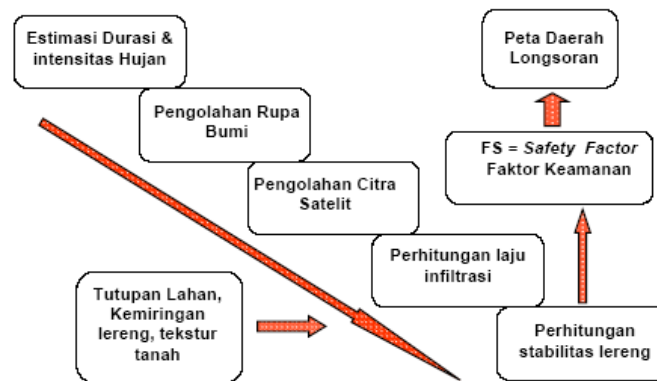 Estimasi Durasi &
intensitas Hujan
Pengolahan Rupa
Bumi
Pengolahan Citra
Satelit
Perhitungan laju
infiltrasi
Tutupan Lahan,
Kemiringan
lereng, tekstur
tanah
Perhitungan
stabilitas lereng
FS = Safety Factor
Faktor Keamanan
Peta Daerah
Longsoran